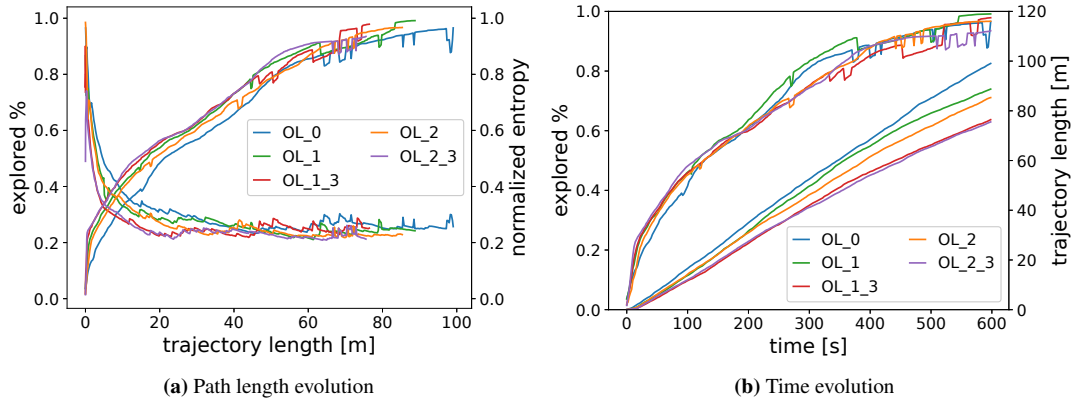 1.0
0.8
0.6
0.4
0.2
0.0
explored %
1.0
0.8
0.6
0.4
0.2
0.0
normalized entropy
OL_0 OL_2
OL_1 OL_2_3
OL_1_3
0 20 40 60 80 100
trajectory length [m]
(a) Path length evolution
1.0
0.8
0.6
0.4
0.2
0.0
explored %
120
100
80
60
40
20
0
trajectory length [m]
OL_0 OL_2
OL_1 OL_2_3
OL_1_3
0 100 200 300 400 500 600
time [s]
(b) Time evolution